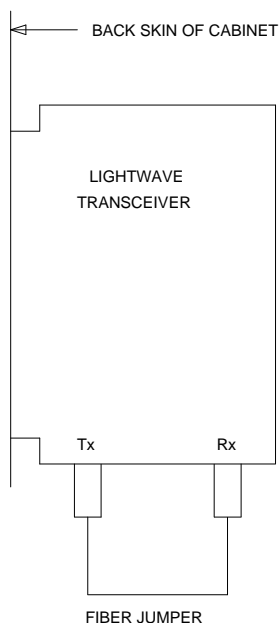 BACK SKIN OF CABINET
LIGHTWAVE
TRANSCEIVER
Tx Rx
FIBER JUMPER